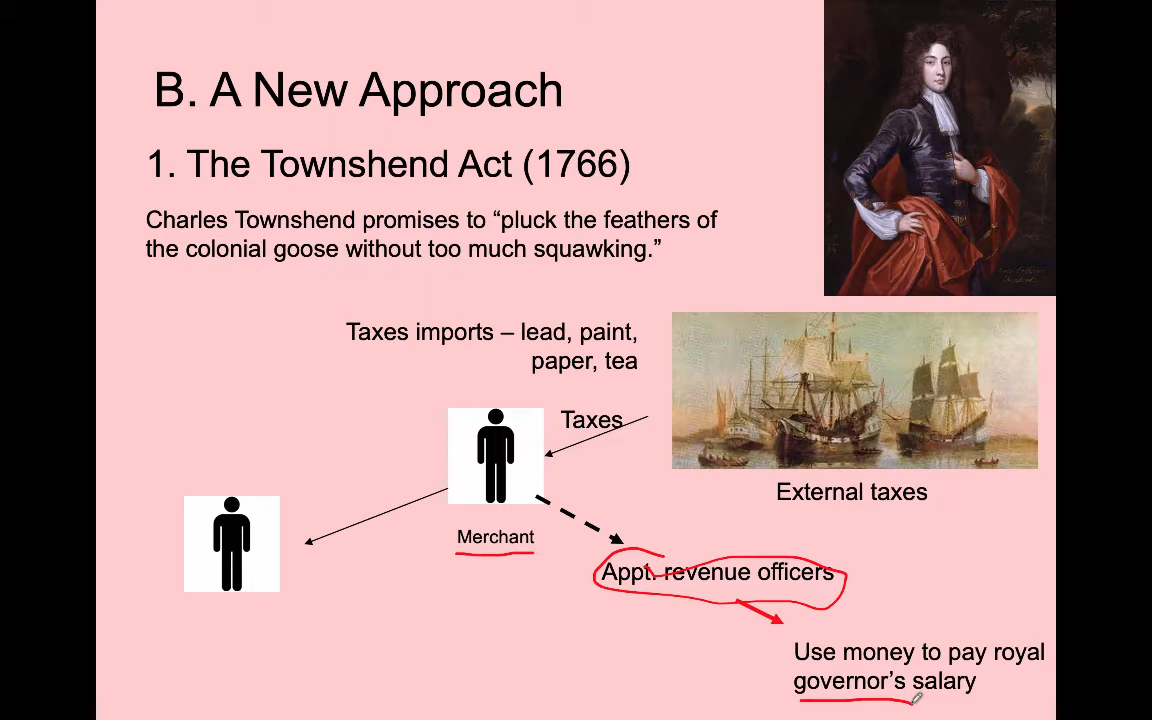 B. A New Approach
1. The Townshend Act (1766)
Charles Townshend promises to “pluck the feathers of
the colonial goose without too much squawking.”
Taxes imports – lead, paint,
paper, tea
Taxes
External taxes
Merchant
Appt. revenue officers
Use money to pay royal
governor’s salary